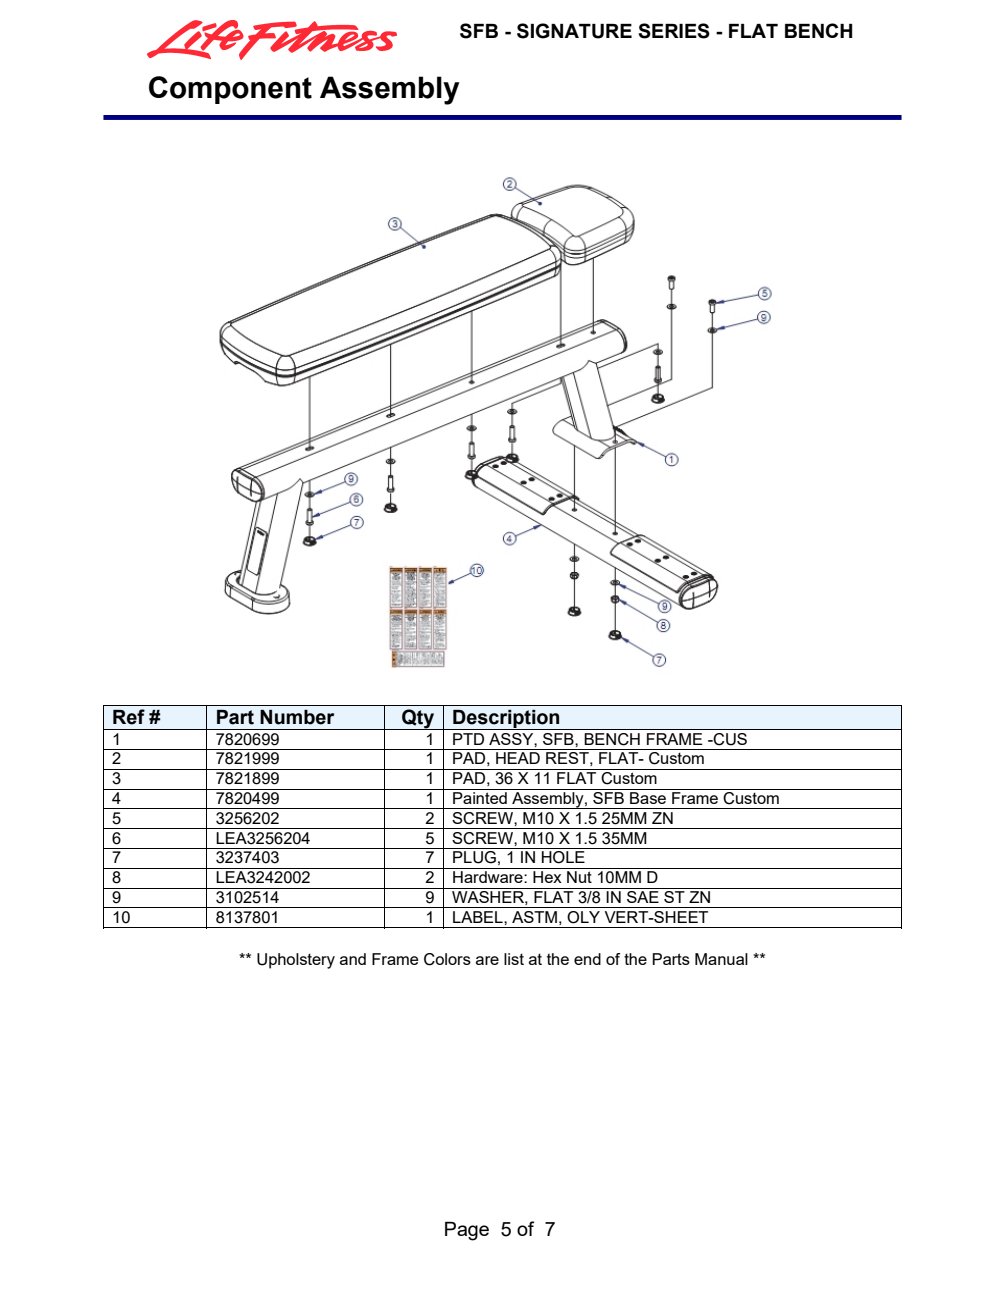 Life Fitness
SFB - SIGNATURE SERIES - FLAT BENCH
Component Assembly
2
3
5
9
1
9
6
7
4
10
9
8
7
Ref # Part Number Qty Description
1 7820699 1 PTD ASSY, SFB, BENCH FRAME -CUS
2 7821999 1 PAD, HEAD REST, FLAT- Custom
3 7821899 1 PAD, 36 X 11 FLAT Custom
4 7820499 1 Painted Assembly, SFB Base Frame Custom
5 3256202 2 SCREW, M10 X 1.5 25MM ZN
6 LEA3256204 5 SCREW, M10 X 1.5 35MM
7 3237403 7 PLUG, 1 IN HOLE
8 LEA3242002 2 Hardware: Hex Nut 10MM D
9 3102514 9 WASHER, FLAT 3/8 IN SAE ST ZN
10 8137801 1 LABEL, ASTM, OLY VERT-SHEET
** Upholstery and Frame Colors are list at the end of the Parts Manual **
Page 5 of 7